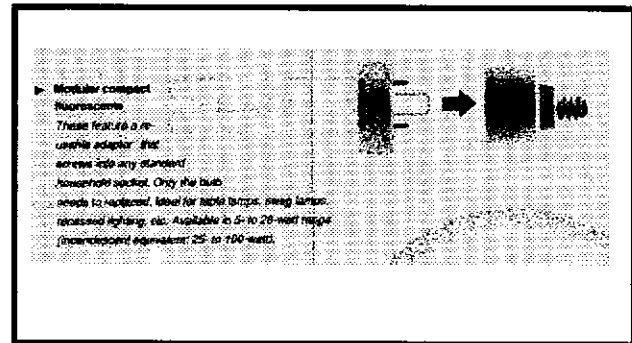 ► Modular compact
fluorescents
These feature a re-
usable adaptor that
screws into any standard
household socket. Only the bulb
needs to replaced. Ideal for table lamps, swag lamps,
recessed lighting, etc. Available in 5- to 26-watt range
(incandescent equivalent: 25- to 100-watt).